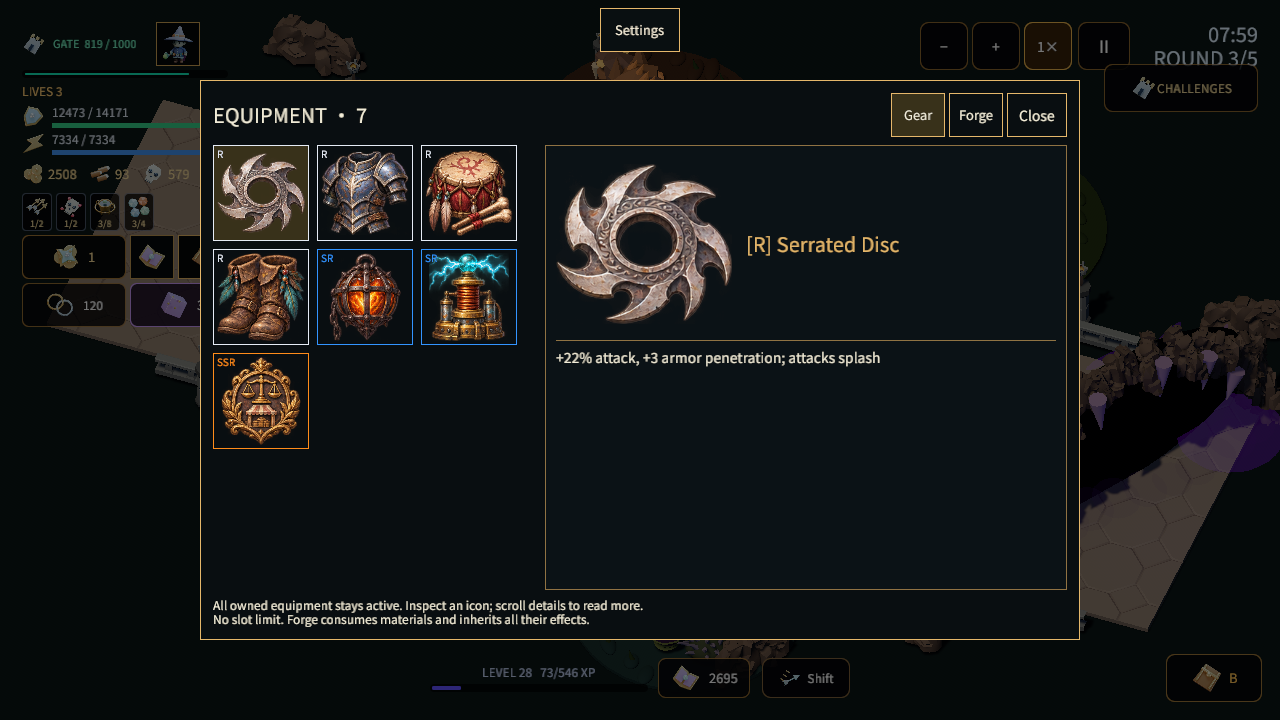 Settings
GATE 819 / 1000
LIVES 3
12473 / 14171
7334 / 7334
2508
93
579
1/2
1/2
3/8
3/4
1
120
−
+
1×
07:59
ROUND 3/5
CHALLENGES
EQUIPMENT • 7
Gear
Forge
Close
R
R
R
R
SR
SR
SSR
[R] Serrated Disc
+22% attack, +3 armor penetration; attacks splash
All owned equipment stays active. Inspect an icon; scroll details to read more.
No slot limit. Forge consumes materials and inherits all their effects.
LEVEL 28 73/546 XP
2695
Shift
B